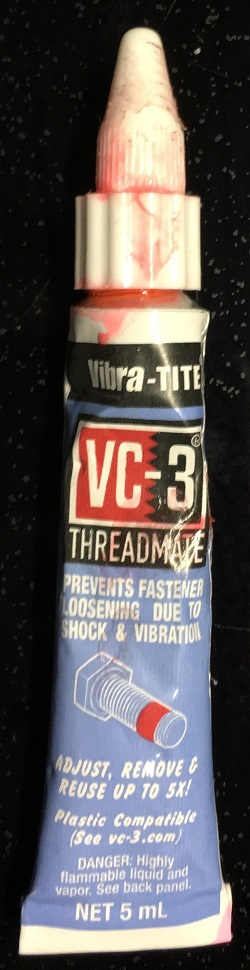 Vibra-TITE
VC-3®
THREADMATE
PREVENTS FASTENER
LOOSENING DUE TO
SHOCK & VIBRATION
ADJUST, REMOVE &
REUSE UP TO 5X!
Plastic Compatible
(See vc-3.com)
DANGER: Highly
flammable liquid and
vapor. See back panel.
NET 5 mL